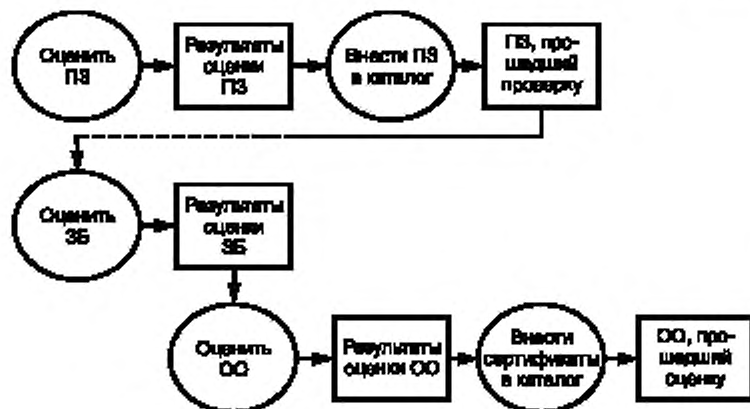 Оценить
ПЗ
Результаты
оценки
ПЗ
Внести ПЗ
в каталог
ПЗ, про-
шедший
проверку
Оценить
ЗБ
Результаты
оценки
ЗБ
Оценить
ОО
Результаты
оценки ОО
Внести
сертификаты
в каталог
ОО, про-
шедший
оценку